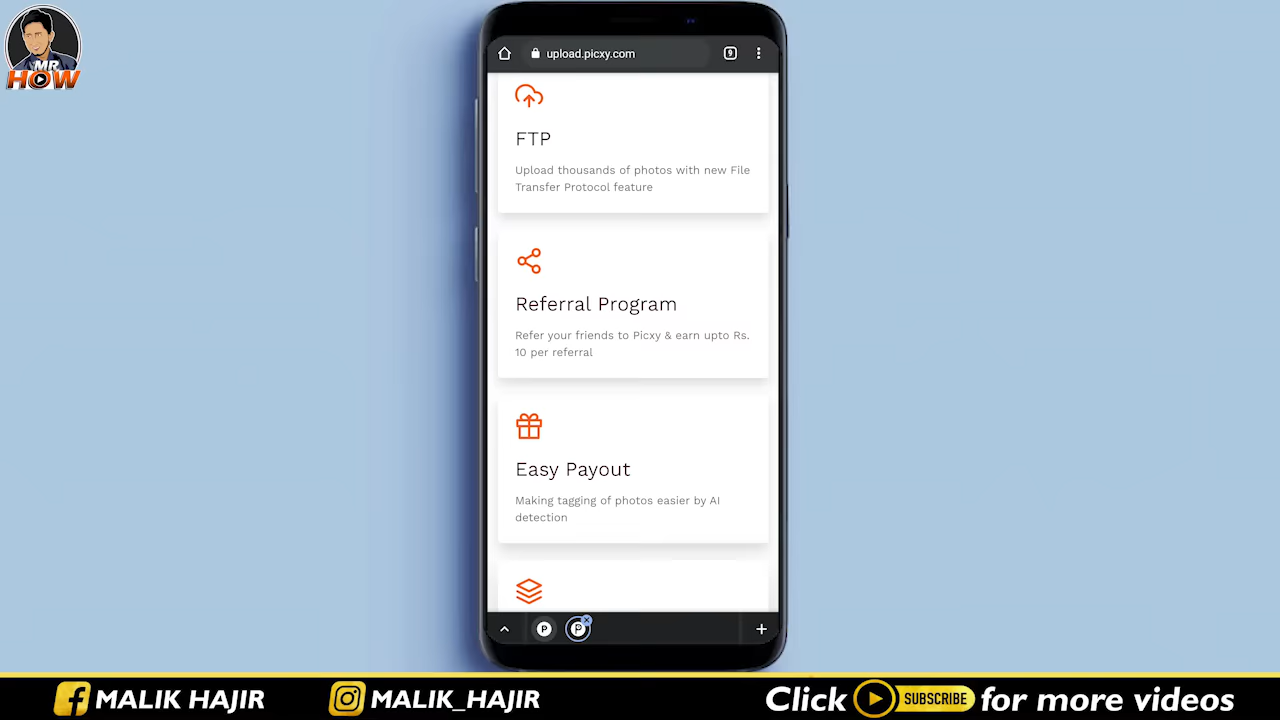 MR
HOW
upload.picxy.com
9
FTP
Upload thousands of photos with new File
Transfer Protocol feature
Referral Program
Refer your friends to Picxy & earn upto Rs.
10 per referral
Easy Payout
Making tagging of photos easier by AI
detection
P
P
MALIK HAJIR
MALIK_HAJIR
Click SUBSCRIBE for more videos